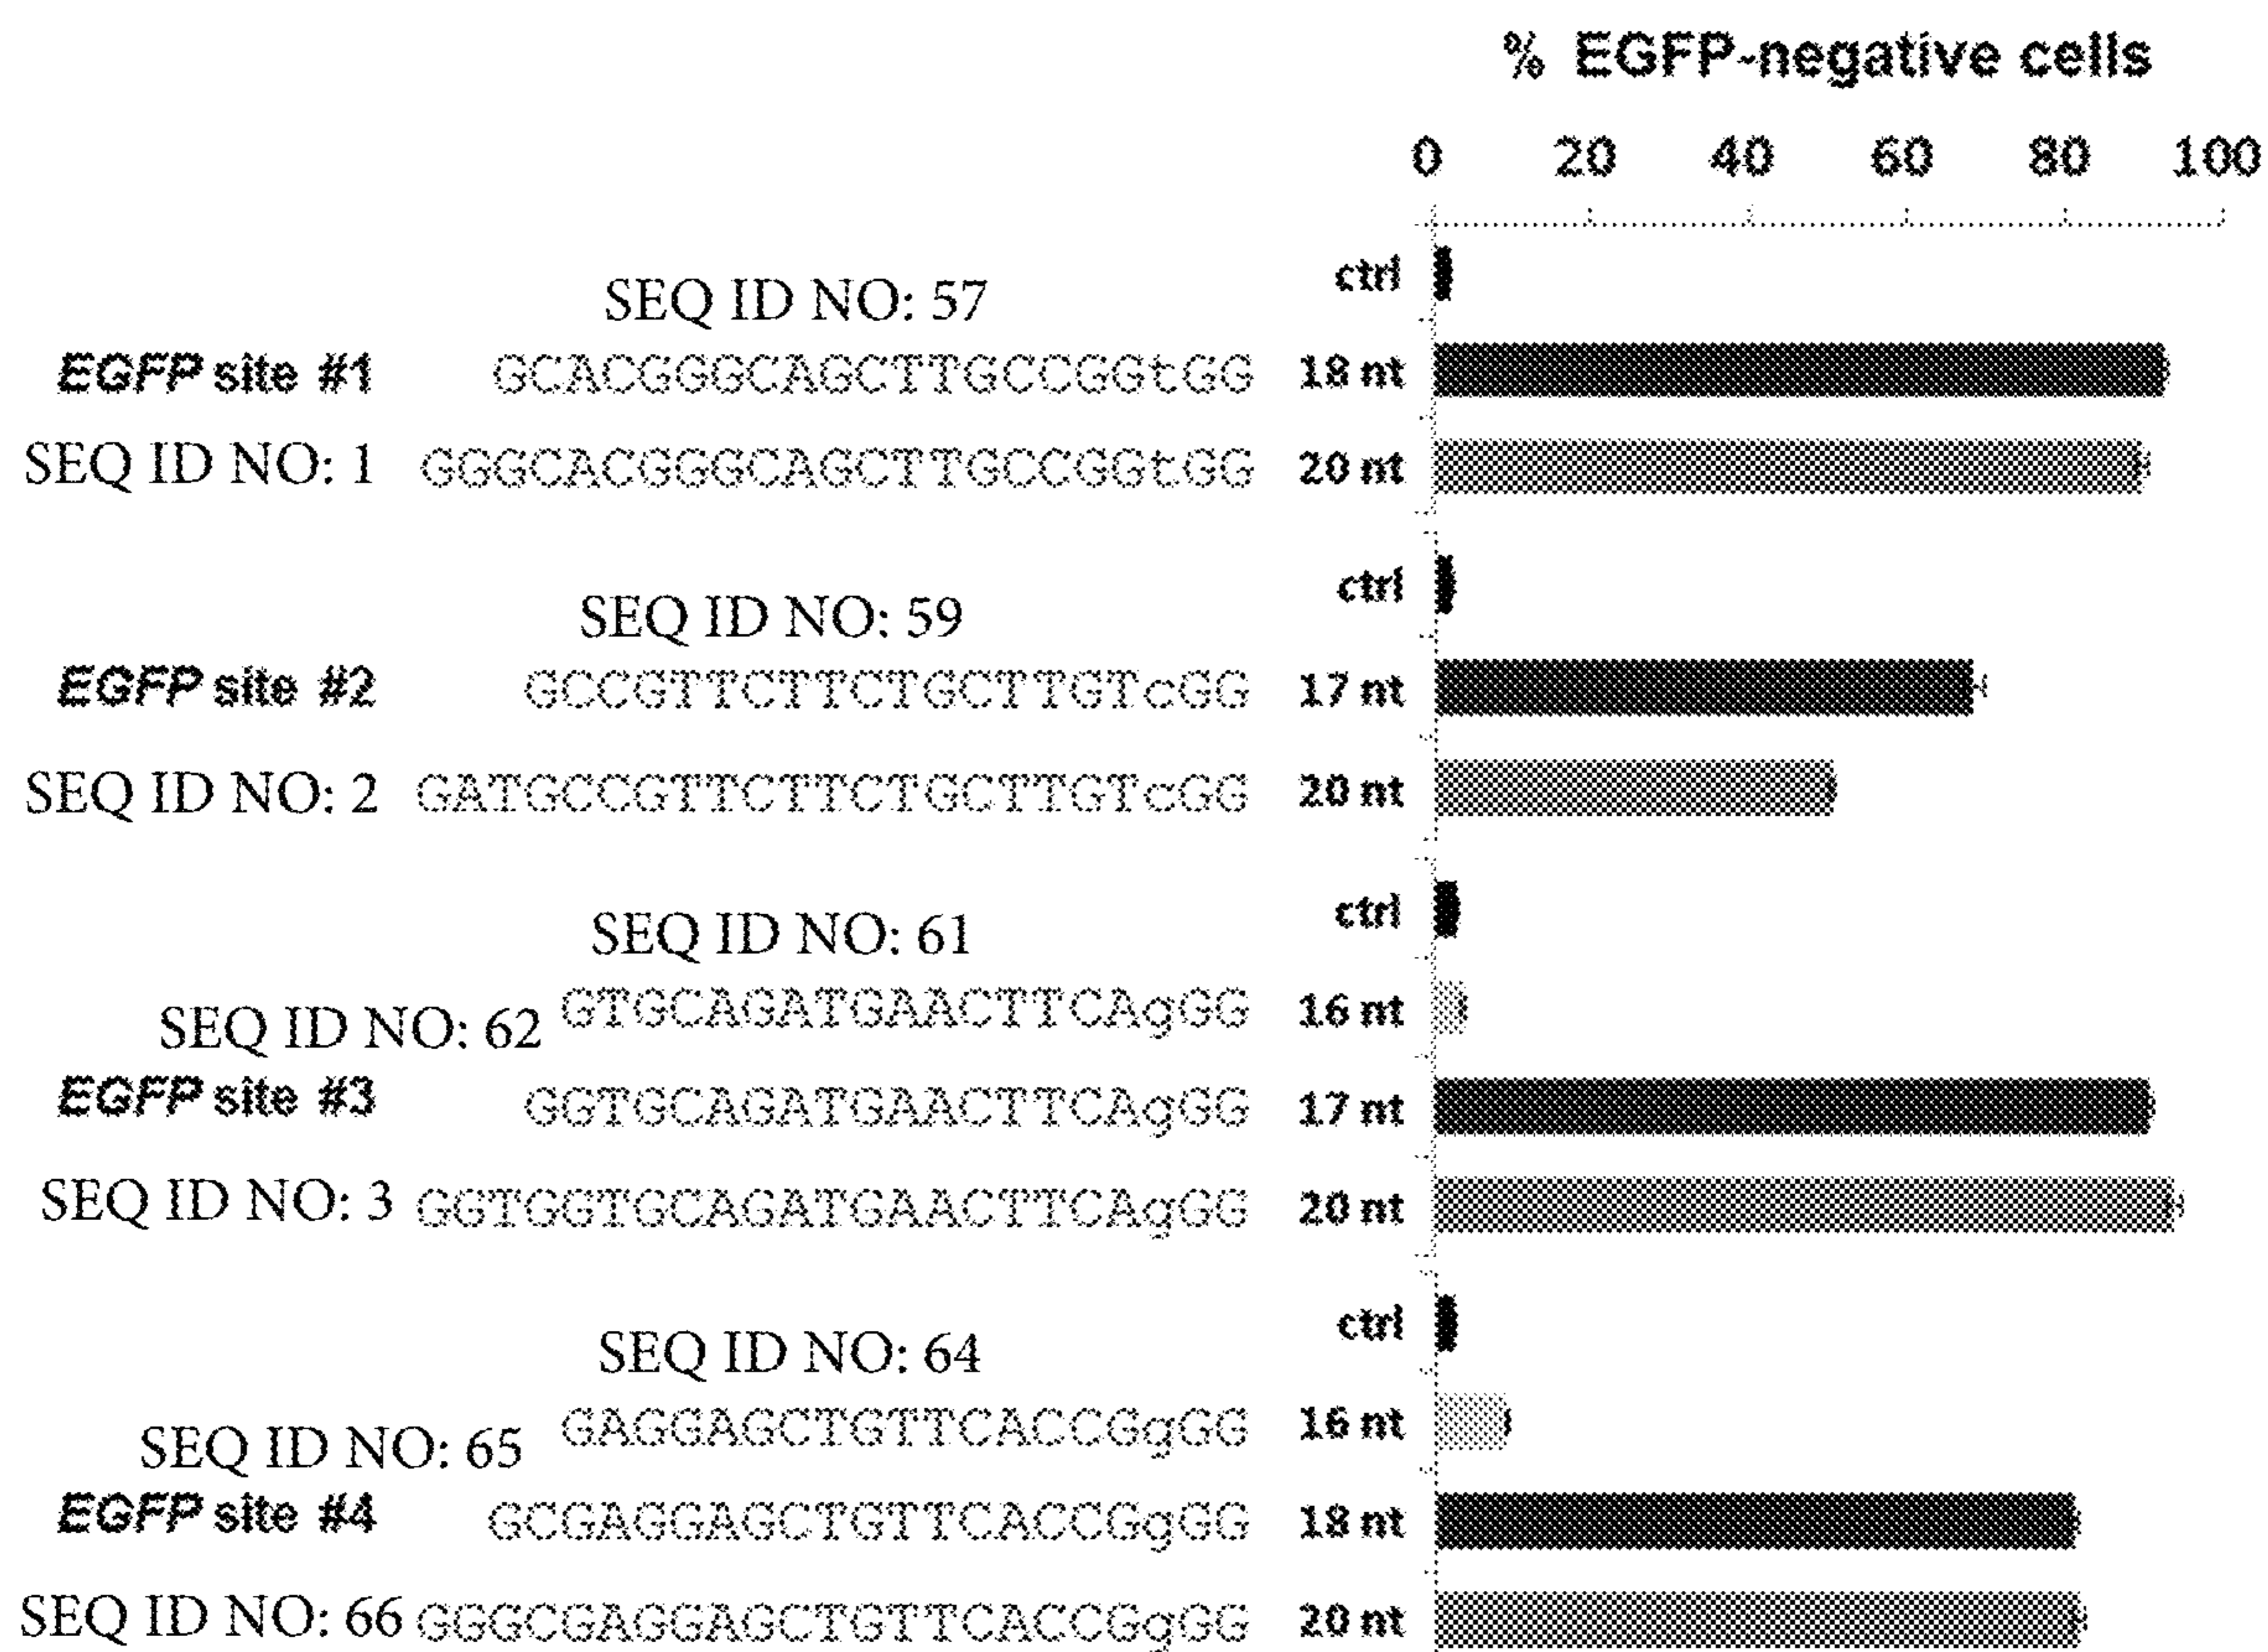 % EGFP-negative cells
0 20 40 60 80 100
ctrl
SEQ ID NO: 57
EGFP site #1 GCACGGGCAGCTTGCCGGtGG 18 nt
SEQ ID NO: 1 GGGCACGGGCAGCTTGCCGGtGG 20 nt
ctrl
SEQ ID NO: 59
EGFP site #2 GCCGTTCTTCTGCTTGTcGG 17 nt
SEQ ID NO: 2 GATGCCGTTCTTCTGCTTGTcGG 20 nt
ctrl
SEQ ID NO: 61
GTGCAGATGAACTTCAgGG 16 nt
SEQ ID NO: 62
EGFP site #3 GGTGCAGATGAACTTCAgGG 17 nt
SEQ ID NO: 3 GGTGGTGCAGATGAACTTCAgGG 20 nt
ctrl
SEQ ID NO: 64
GAGGAGCTGTTCACCGgGG 16 nt
SEQ ID NO: 65
EGFP site #4 GCGAGGAGCTGTTCACCGgGG 18 nt
SEQ ID NO: 66 GGGCGAGGAGCTGTTCACCGgGG 20 nt